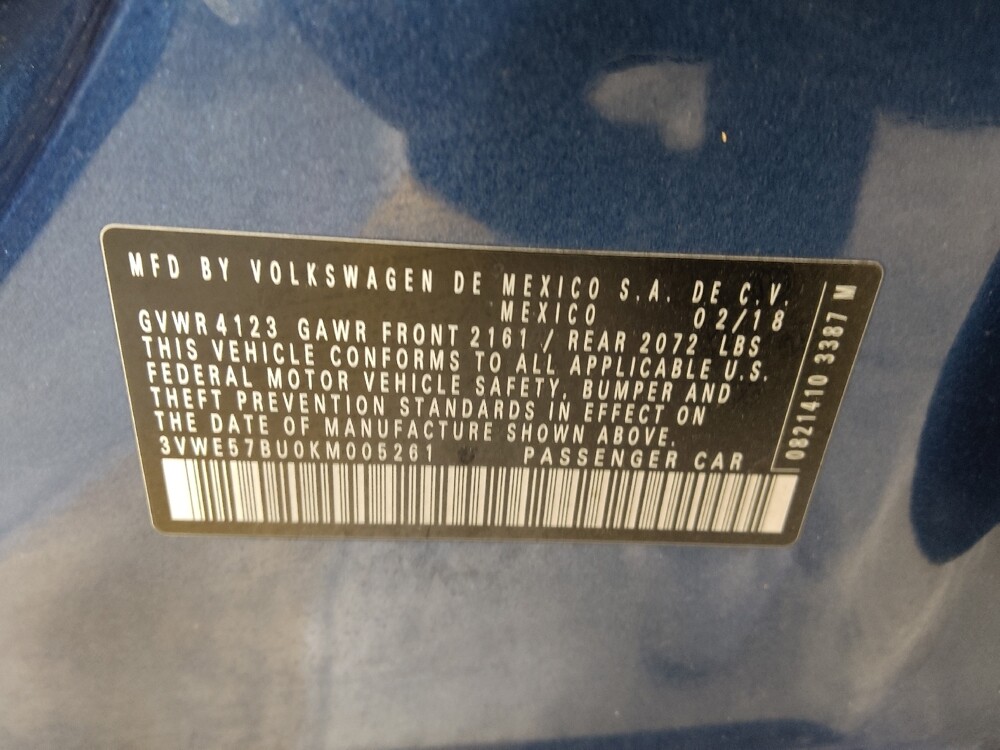 MFD BY VOLKSWAGEN DE MEXICO S.A. DE C.V.
MEXICO 02/18
GVWR 4123 GAWR FRONT 2161 / REAR 2072 LBS
THIS VEHICLE CONFORMS TO ALL APPLICABLE U.S.
FEDERAL MOTOR VEHICLE SAFETY, BUMPER AND
THEFT PREVENTION STANDARDS IN EFFECT ON
THE DATE OF MANUFACTURE SHOWN ABOVE.
3VWE57BU0KM005261 PASSENGER CAR
0821410 3387 M